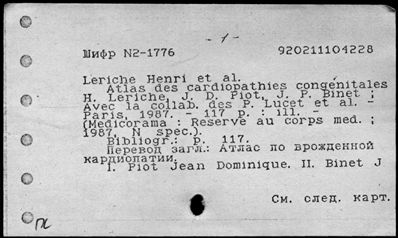 - 1 -
Шифр N2-1776 920211104228
Leriche Henri et al.
Atlas des cardiopathies congénitales
H. Leriche, J. D. Piot, J. P. Binet ;
Avec la collab. des P. Lucet et al. -
Paris, 1987. - 117 p. : ill. -
(Medicorama : Reserve au corps med. ;
1987, N spec.).
Bibliogr.: p. 117.
Перевод загл.: Атлас по врожденной
кардиопатии.
I. Piot Jean Dominique. II. Binet J
См. след. карт.